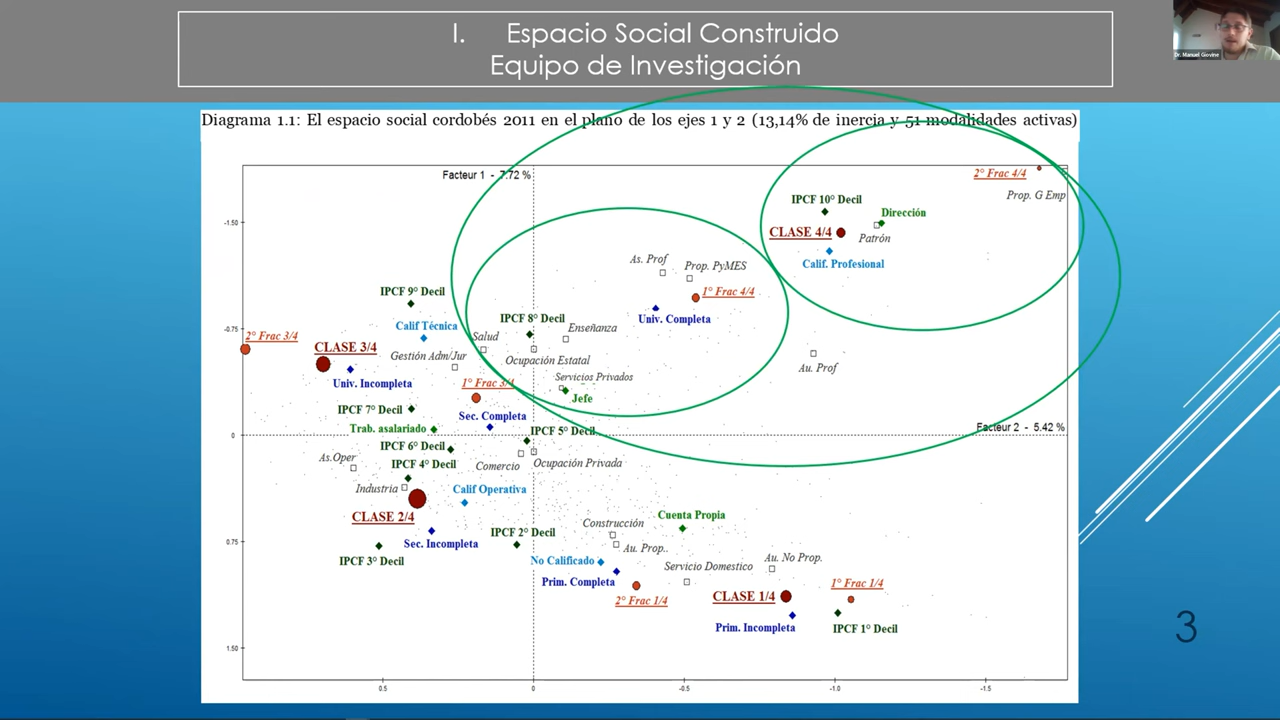 I. Espacio Social Construido
Equipo de Investigación
Dr. Manuel Giovine
Diagrama 1.1: El espacio social cordobés 2011 en el plano de los ejes 1 y 2 (13,14% de inercia y 51 modalidades activas)
Facteur 1 - 7.72 %
2° Frac 4/4
Prop. G Emp
IPCF 10° Decil
Dirección
-1.50
CLASE 4/4
Patrón
Calif. Profesional
As. Prof
Prop. PyMES
IPCF 9° Decil
1° Frac 4/4
IPCF 8° Decil
Univ. Completa
Calif Técnica
Enseñanza
-0.75
2° Frac 3/4
Salud
CLASE 3/4
Gestión Adm/Jur
Ocupación Estatal
Au. Prof
Univ. Incompleta
1° Frac 3/4
Servicios Privados
Jefe
IPCF 7° Decil
Sec. Completa
Trab. asalariado
IPCF 5° Decil
Facteur 2 - 5.42 %
0
IPCF 6° Decil
As.Oper
IPCF 4° Decil
Comercio
Ocupación Privada
Industria
Calif Operativa
CLASE 2/4
Cuenta Propia
Construcción
Sec. Incompleta
IPCF 2° Decil
0.75
Au. Prop..
IPCF 3° Decil
No Calificado
Au. No Prop.
Servicio Domestico
Prim. Completa
1° Frac 1/4
2° Frac 1/4
CLASE 1/4
Prim. Incompleta
IPCF 1° Decil
3
1.50
0.5
0
-0.5
-1.0
-1.5